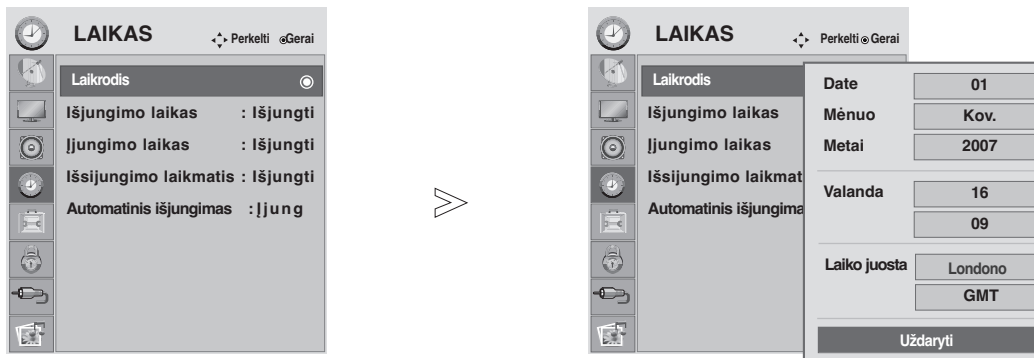 LAIKAS Perkelti Gerai
Laikrodis
Išjungimo laikas : Išjungti
Įjungimo laikas : Išjungti
Išsijungimo laikmatis : Išjungti
Automatinis išjungimas : Įjung
LAIKAS Perkelti Gerai
Laikrodis
Išjungimo laikas
Įjungimo laikas
Išsijungimo laikmat
Automatinis išjungima
Date 01
Mėnuo Kov.
Metai 2007
Valanda 16
09
Laiko juosta Londono
GMT
Uždaryti